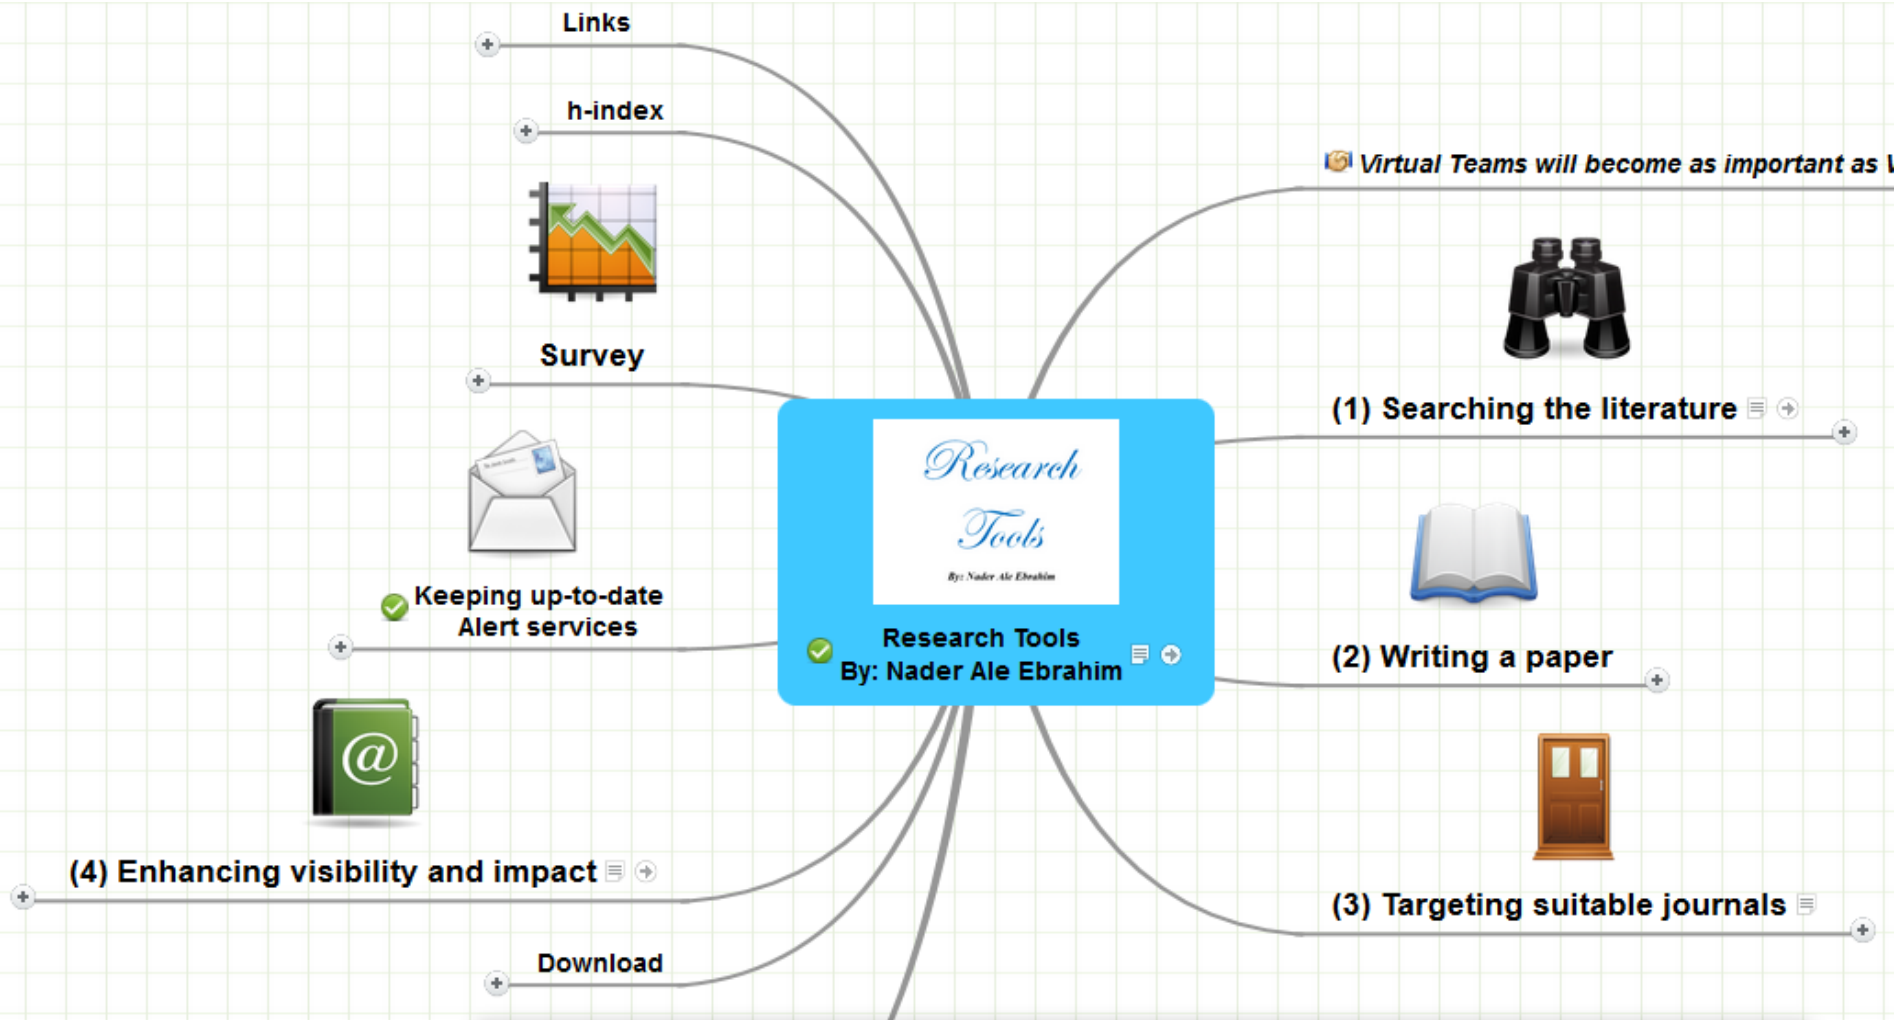 Links
h-index
Survey
Keeping up-to-date
Alert services
@
(4) Enhancing visibility and impact
Download
Research
Tools
By: Nader Ale Ebrahim
Research Tools
By: Nader Ale Ebrahim
Virtual Teams will become as important as
(1) Searching the literature
(2) Writing a paper
(3) Targeting suitable journals